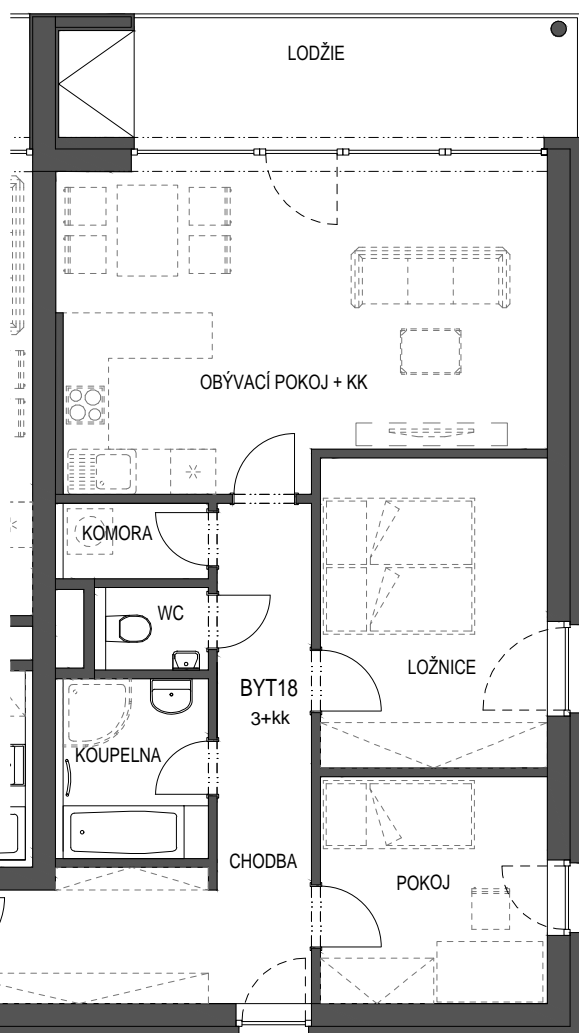 LODŽIE
OBÝVACÍ POKOJ + KK
KOMORA
WC
BYT18
3+kk
LOŽNICE
KOUPELNA
CHODBA
POKOJ